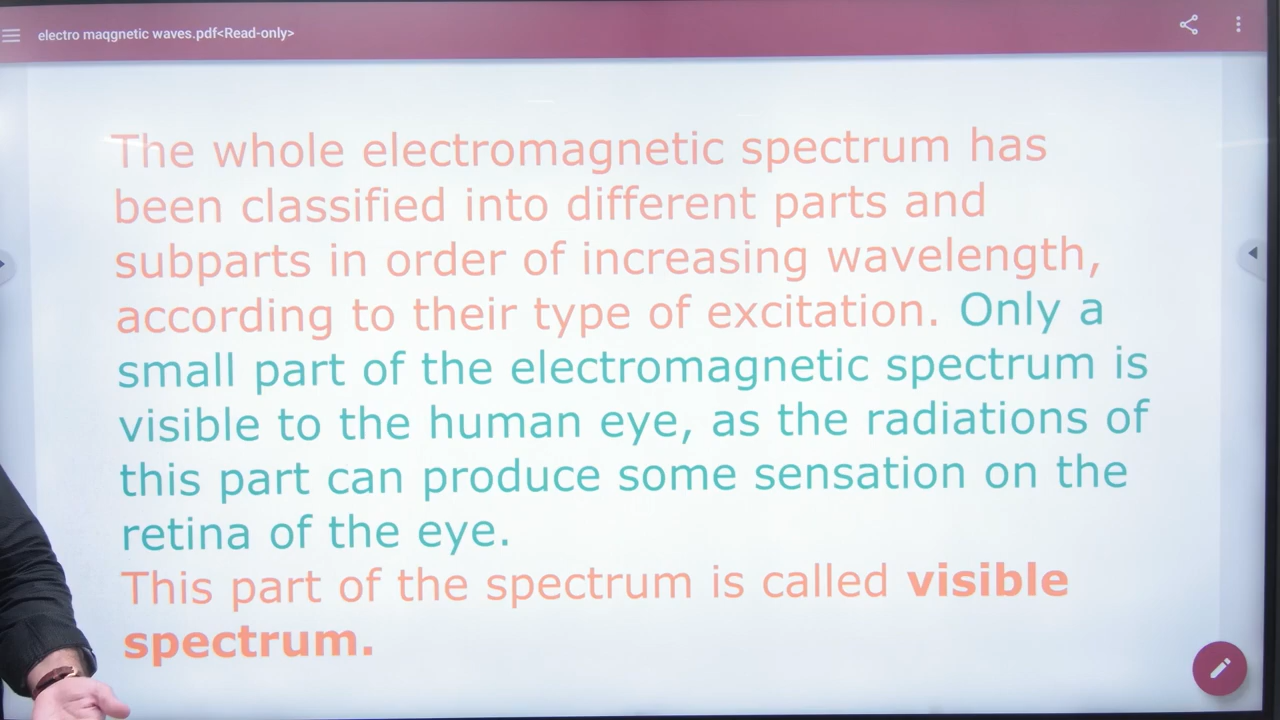 electro maqgnetic waves.pdf<Read-only>
The whole electromagnetic spectrum has
been classified into different parts and
subparts in order of increasing wavelength,
according to their type of excitation. Only a
small part of the electromagnetic spectrum is
visible to the human eye, as the radiations of
this part can produce some sensation on the
retina of the eye.
This part of the spectrum is called visible
spectrum.